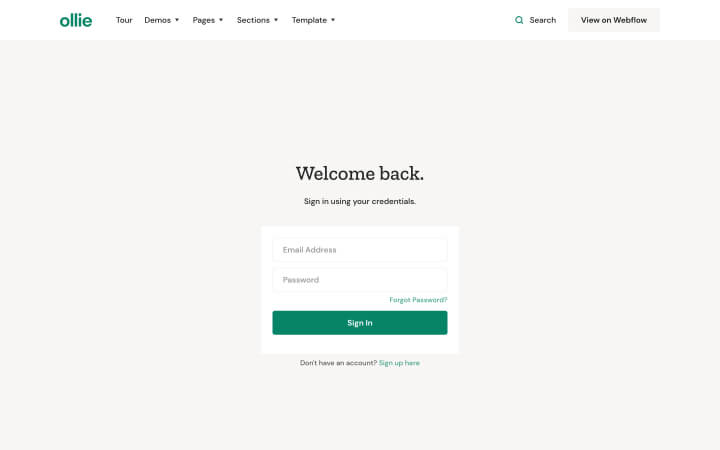 ollie Tour Demos Pages Sections Template Search View on Webflow
Welcome back.
Sign in using your credentials.
Email Address
Password
Forgot Password?
Sign In
Don't have an account? Sign up here